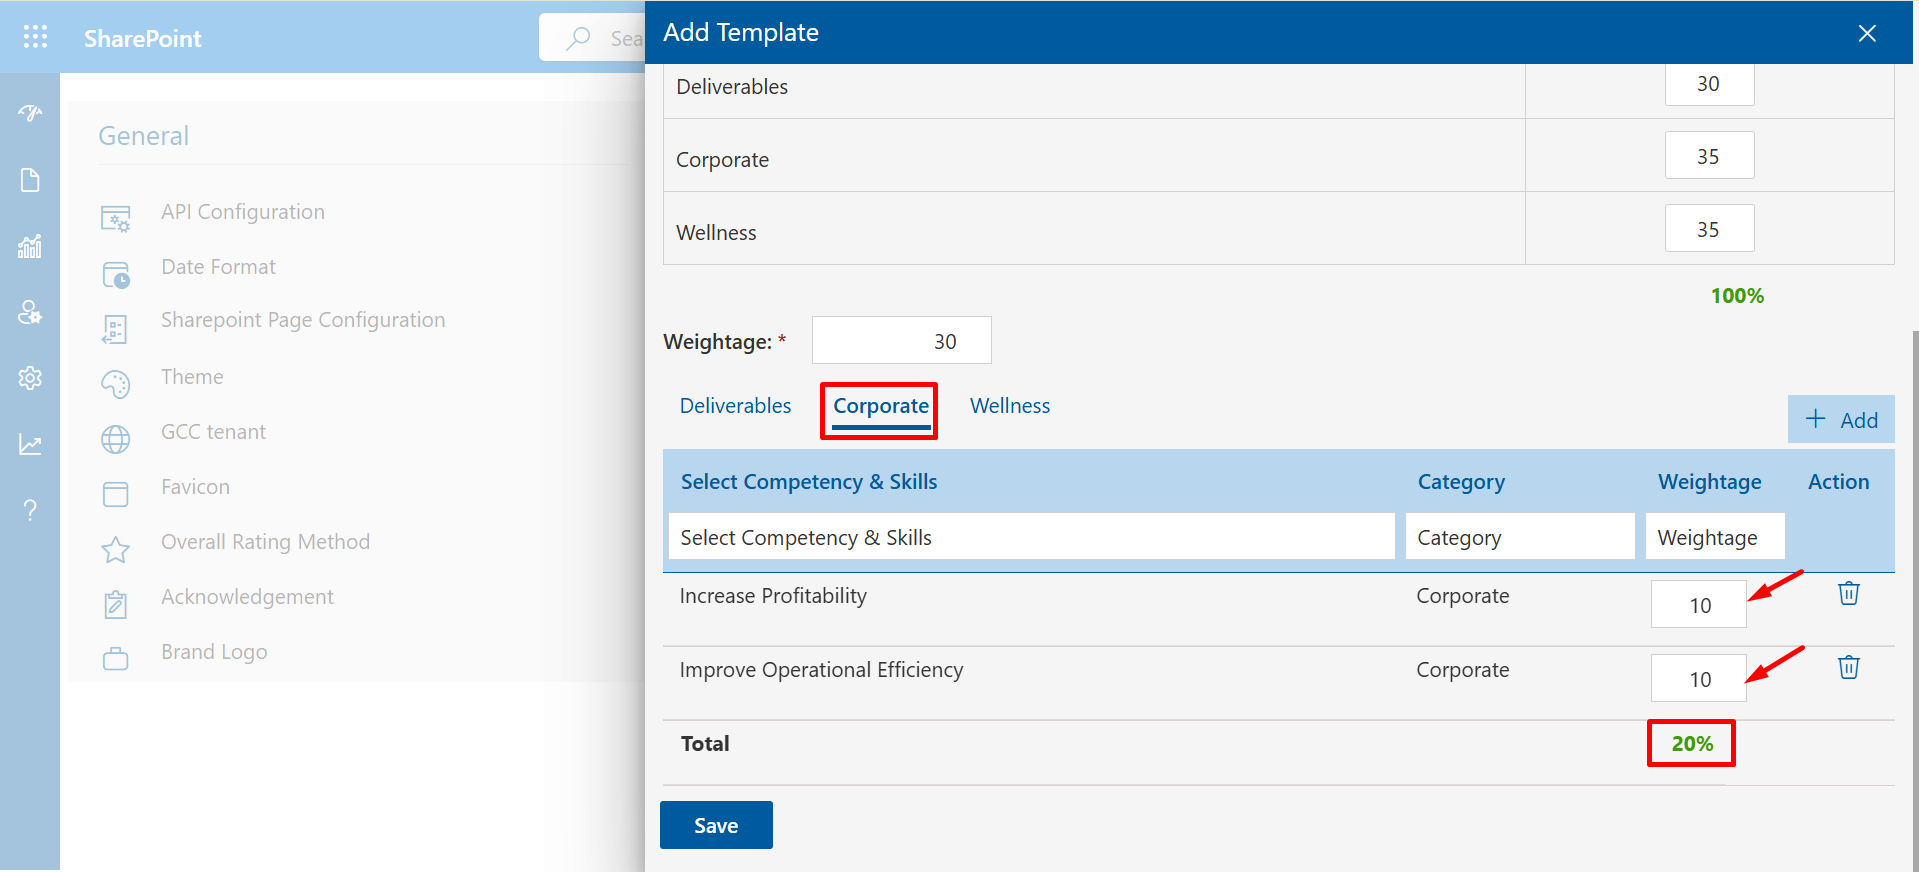 SharePoint
Sea
Add Template
General
API Configuration
Date Format
Sharepoint Page Configuration
Theme
GCC tenant
Favicon
Overall Rating Method
Acknowledgement
Brand Logo
Deliverables 30
Corporate 35
Wellness 35
100%
Weightage: * 30
Deliverables Corporate Wellness
+ Add
Select Competency & Skills Category Weightage Action
Select Competency & Skills Category Weightage
Increase Profitability Corporate 10
Improve Operational Efficiency Corporate 10
Total 20%
Save